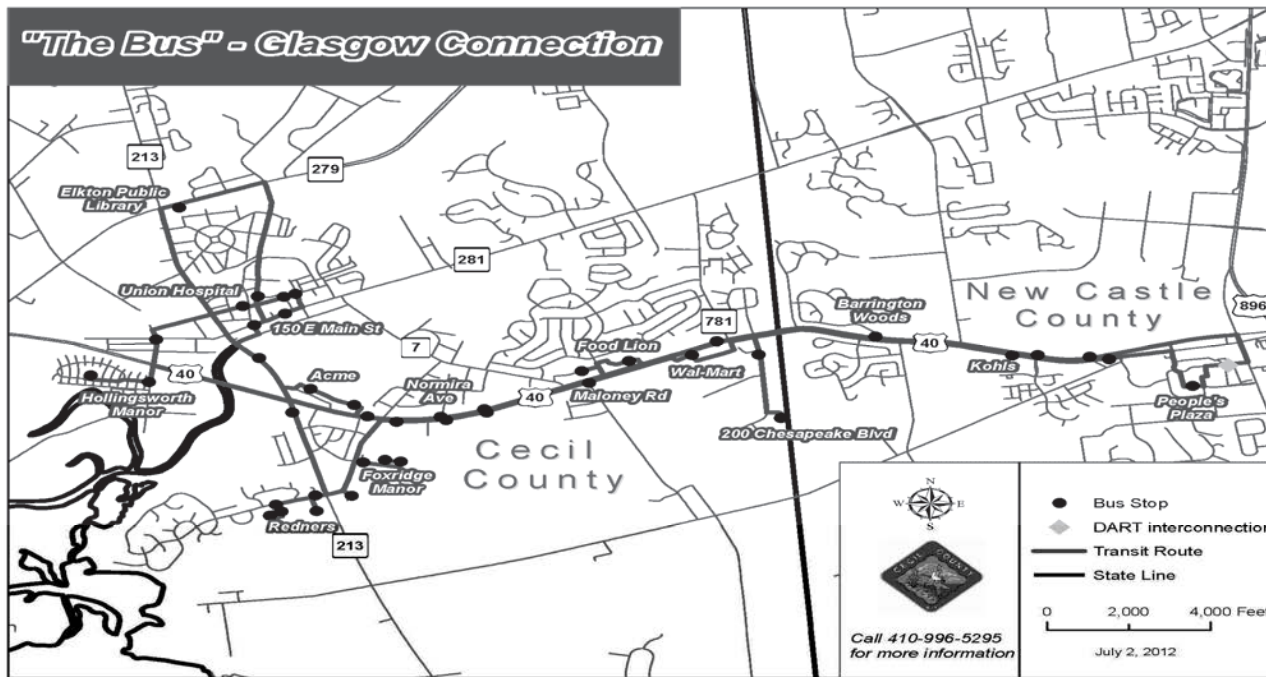 "The Bus" - Glasgow Connection
213
279
Elkton Public
Library
281
Union Hospital
150 E Main St
New Castle
County
896
781
Barrington
Woods
7
Food Lion
40
Wal-Mart
Kohls
40
Acme
Normira
Ave
Hollingsworth
Manor
40
Maloney Rd
People's
Plaza
200 Chesapeake Blvd
Cecil
County
Foxridge
Manor
Redners
213
N
W
E
S
CECIL COUNTY
Call 410-996-5295
for more information
Bus Stop
DART interconnection
Transit Route
State Line
0
2,000
4,000 Feet
July 2, 2012